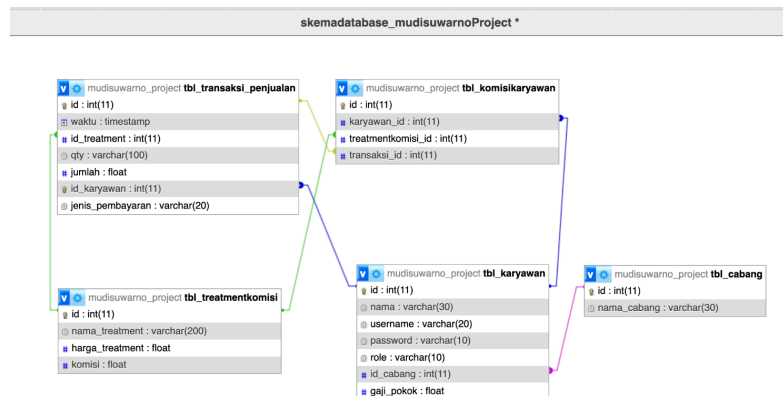 skemadatabase_mudisuwarnoProject *
v mudisuwarno_project tbl_transaksi_penjualan
id : int(11)
waktu : timestamp
# id_treatment : int(11)
qty : varchar(100)
# jumlah : float
id_karyawan : int(11)
jenis_pembayaran : varchar(20)
v mudisuwarno_project tbl_komisikaryawan
id : int(11)
# karyawan_id : int(11)
# treatmentkomisi_id : int(11)
# transaksi_id : int(11)
v mudisuwarno_project tbl_treatmentkomisi
id : int(11)
nama_treatment : varchar(200)
# harga_treatment : float
# komisi : float
v mudisuwarno_project tbl_karyawan
id : int(11)
nama : varchar(30)
username : varchar(20)
password : varchar(10)
role : varchar(10)
# id_cabang : int(11)
# gaji_pokok : float
v mudisuwarno_project tbl_cabang
id : int(11)
nama_cabang : varchar(30)